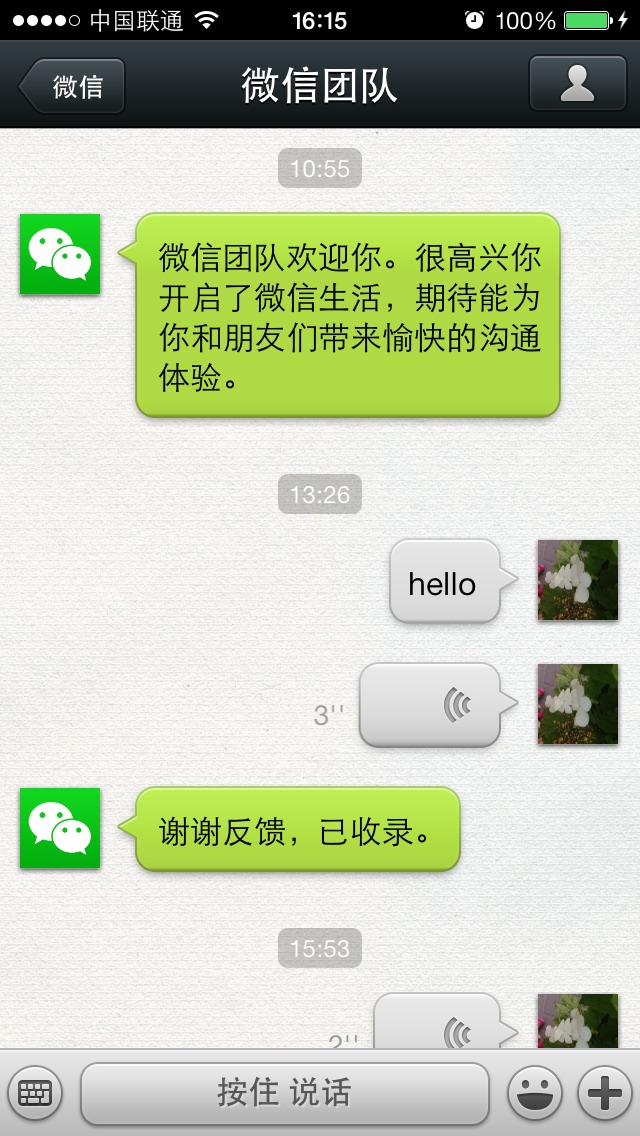 中国联通 16:15 100%
微信 微信团队
10:55
微信团队欢迎你。很高兴你
开启了微信生活，期待能为
你和朋友们带来愉快的沟通
体验。
13:26
hello
3''
谢谢反馈，已收录。
15:53
2''
按住 说话